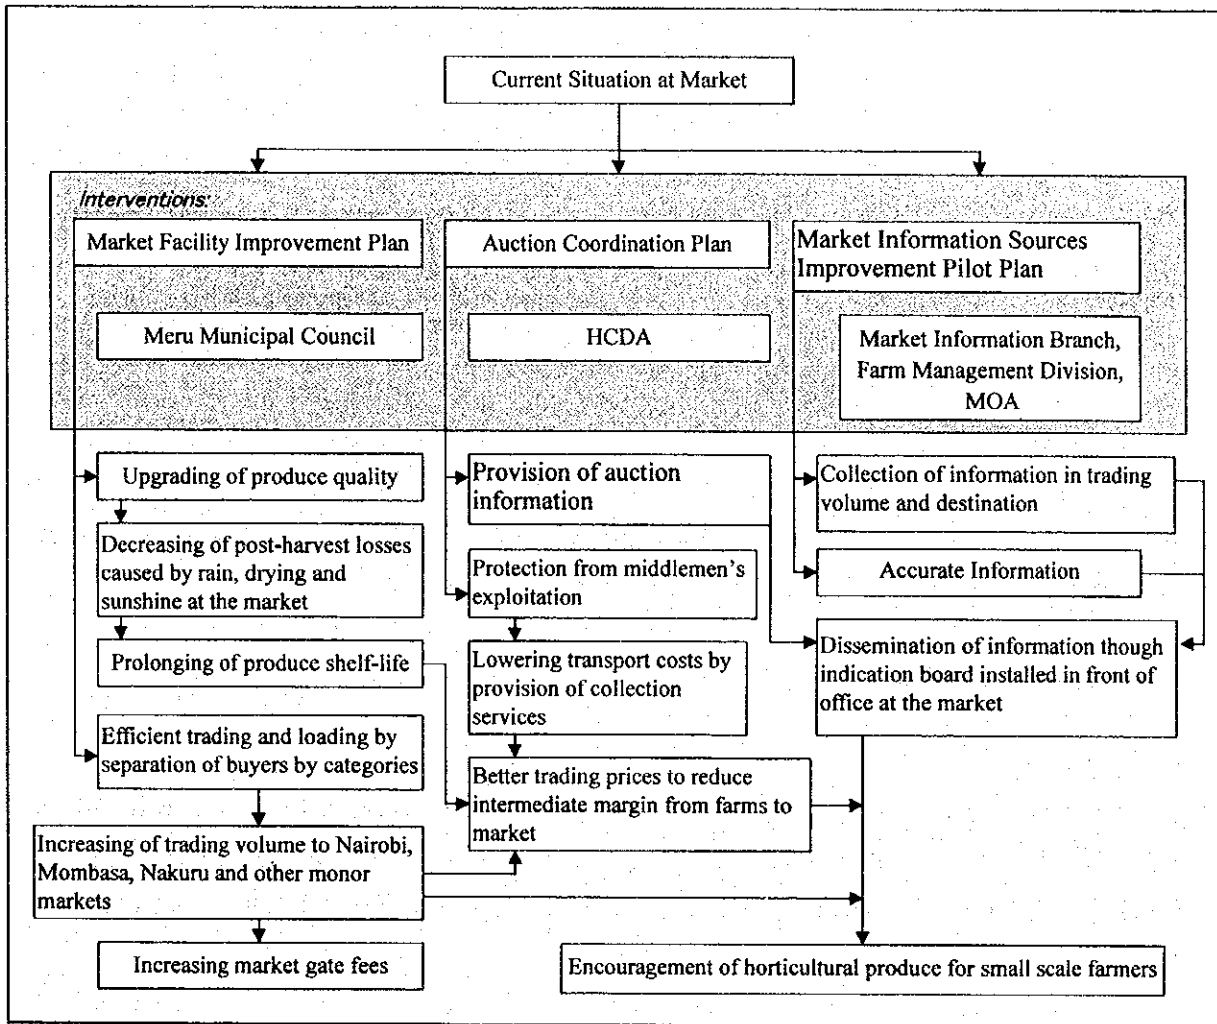 Current Situation at Market
Interventions:
Market Facility Improvement Plan
Meru Municipal Council
Auction Coordination Plan
HCDA
Market Information Sources
Improvement Pilot Plan
Market Information Branch,
Farm Management Division,
MOA
Upgrading of produce quality
Decreasing of post-harvest losses
caused by rain, drying and
sunshine at the market
Prolonging of produce shelf-life
Efficient trading and loading by
separation of buyers by categories
Increasing of trading volume to Nairobi,
Mombasa, Nakuru and other monor
markets
Increasing market gate fees
Provision of auction
information
Protection from middlemen's
exploitation
Lowering transport costs by
provision of collection
services
Better trading prices to reduce
intermediate margin from farms to
market
Collection of information in trading
volume and destination
Accurate Information
Dissemination of information though
indication board installed in front of
office at the market
Encouragement of horticultural produce for small scale farmers